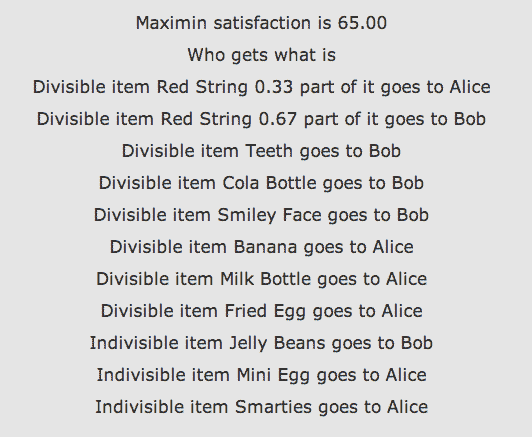 Maximin satisfaction is 65.00
Who gets what is
Divisible item Red String 0.33 part of it goes to Alice
Divisible item Red String 0.67 part of it goes to Bob
Divisible item Teeth goes to Bob
Divisible item Cola Bottle goes to Bob
Divisible item Smiley Face goes to Bob
Divisible item Banana goes to Alice
Divisible item Milk Bottle goes to Alice
Divisible item Fried Egg goes to Alice
Indivisible item Jelly Beans goes to Bob
Indivisible item Mini Egg goes to Alice
Indivisible item Smarties goes to Alice